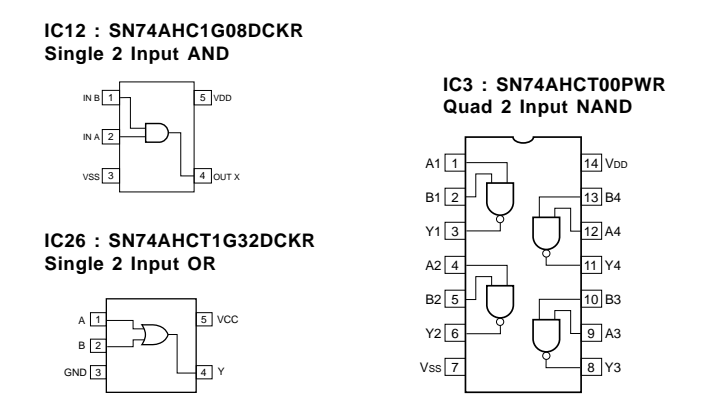 IC12 : SN74AHC1G08DCKR
Single 2 Input AND
IN B 1
5 VDD
IN A 2
VSS 3
4 OUT X
IC26 : SN74AHCT1G32DCKR
Single 2 Input OR
A 1
5 VCC
B 2
GND 3
4 Y
IC3 : SN74AHCT00PWR
Quad 2 Input NAND
A1 1
14 VDD
B1 2
13 B4
Y1 3
12 A4
A2 4
11 Y4
B2 5
10 B3
Y2 6
9 A3
Vss 7
8 Y3